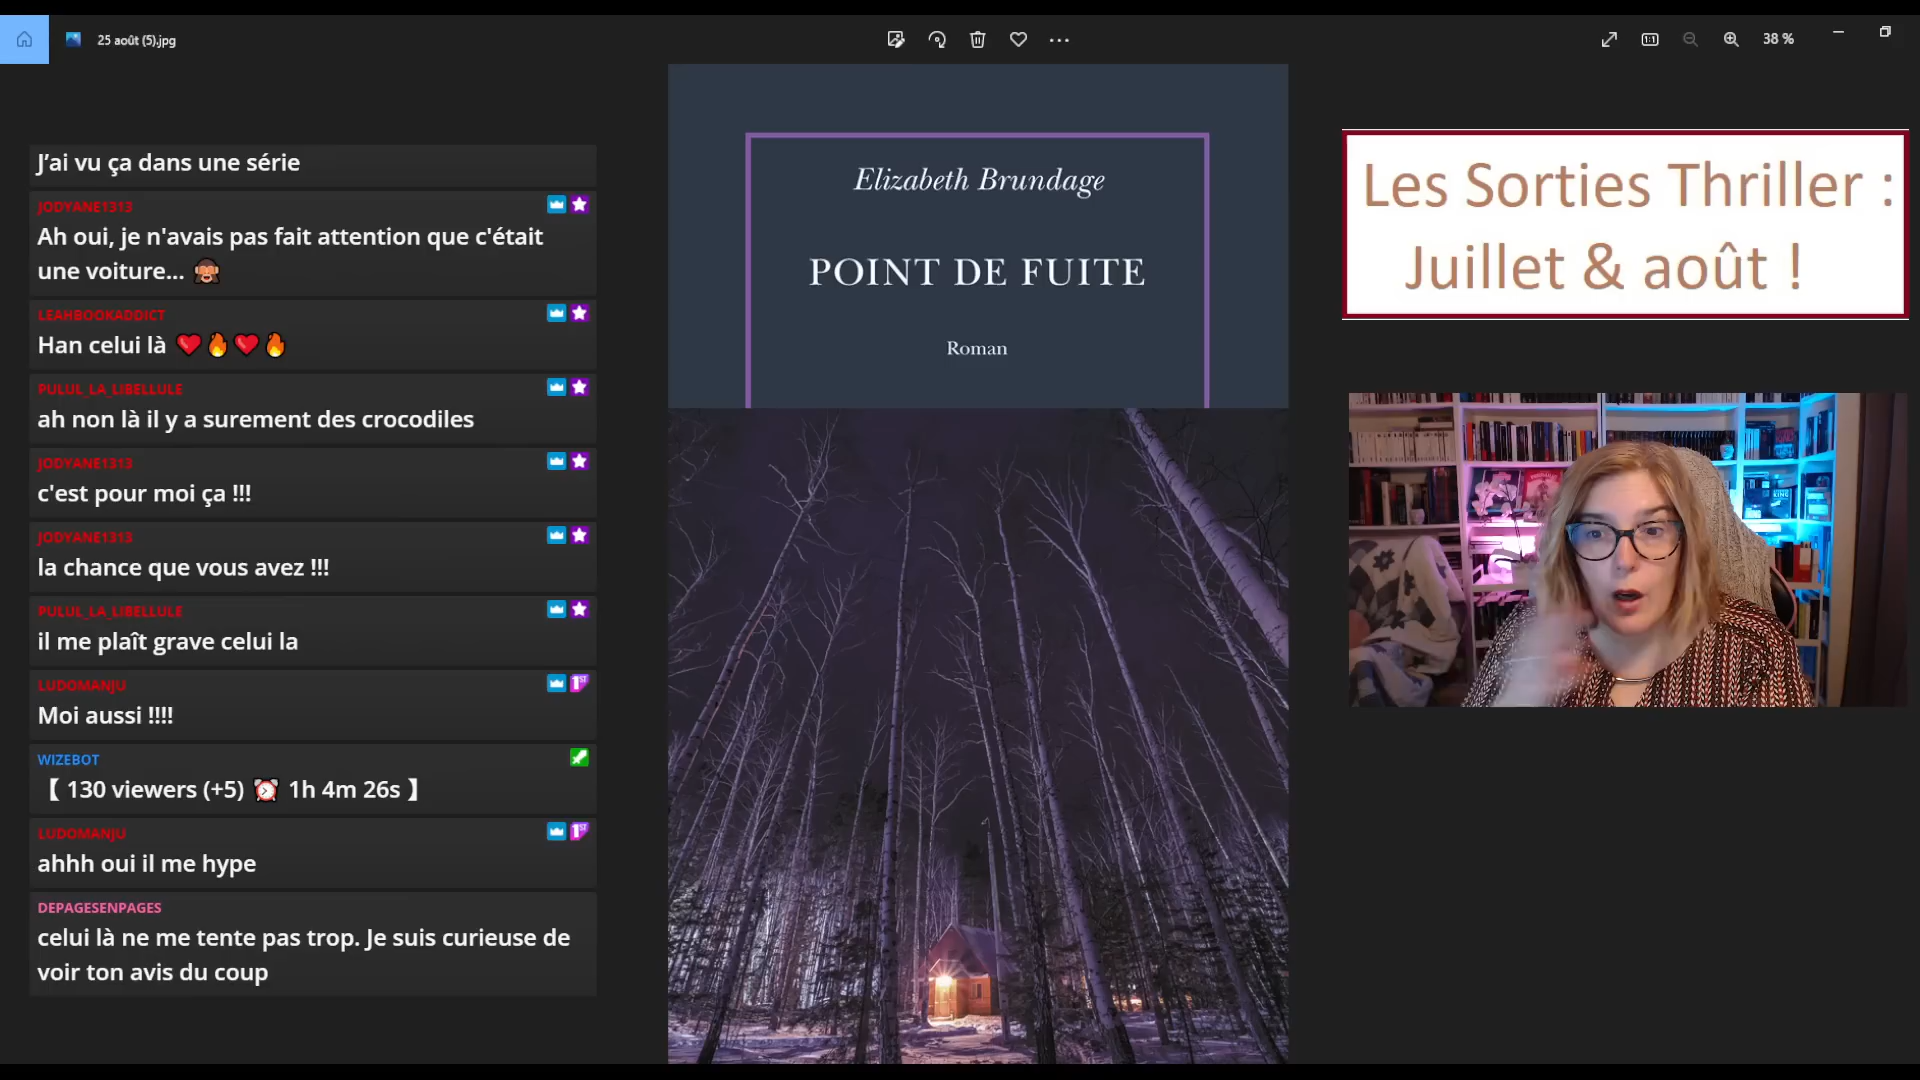 25 août (5).jpg
38 %
J’ai vu ça dans une série
JODYANE1313
Ah oui, je n'avais pas fait attention que c'était
une voiture... 🙈
LEAHBOOKADDICT
Han celui là ❤️🔥❤️🔥
PULUL_LA_LIBELLULE
ah non là il y a surement des crocodiles
JODYANE1313
c'est pour moi ça !!!
JODYANE1313
la chance que vous avez !!!
PULUL_LA_LIBELLULE
il me plaît grave celui la
LUDOMANJU
1ST
Moi aussi !!!!
WIZEBOT
【 130 viewers (+5) ⏰ 1h 4m 26s 】
LUDOMANJU
1ST
ahhh oui il me hype
DEPAGESENPAGES
celui là ne me tente pas trop. Je suis curieuse de
voir ton avis du coup
Elizabeth Brundage
POINT DE FUITE
Roman
Les Sorties Thriller :
Juillet & août !
KING